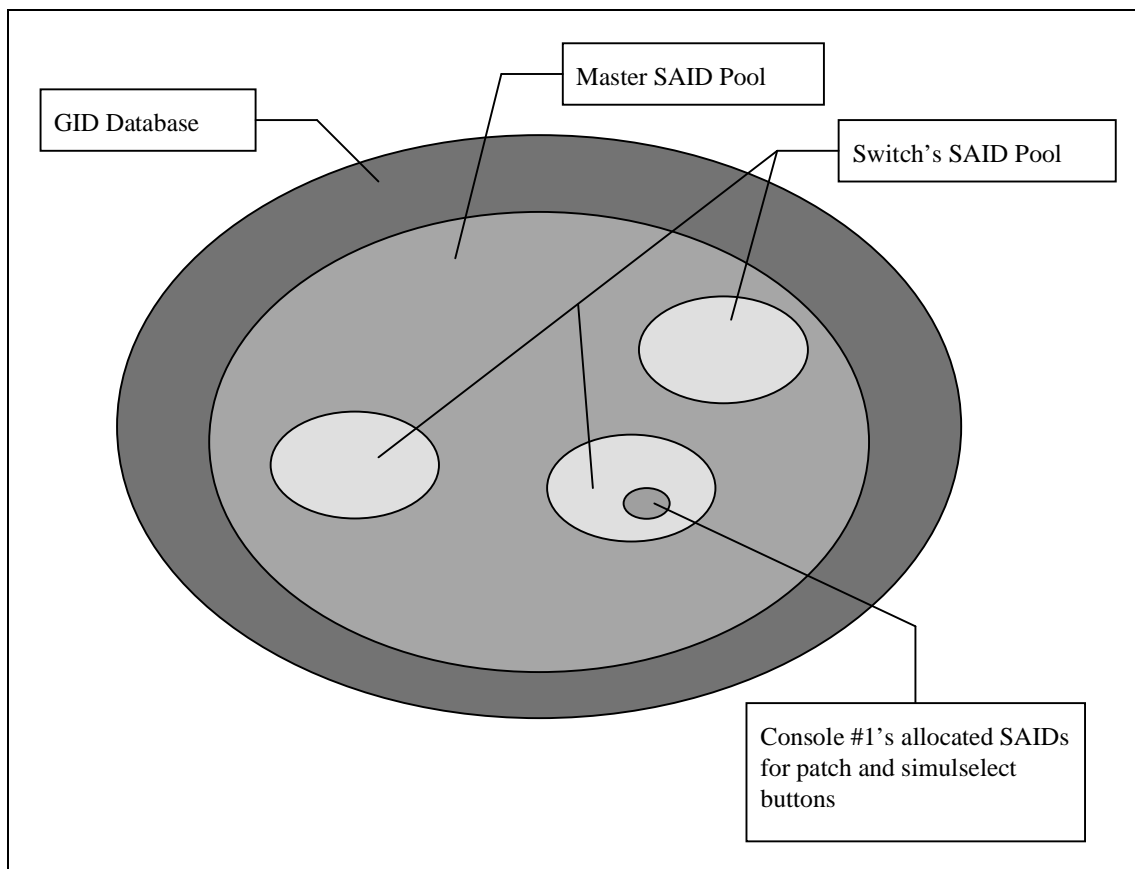 Master SAID Pool
GID Database
Switch’s SAID Pool
Console #1’s allocated SAIDs
for patch and simulselect
buttons